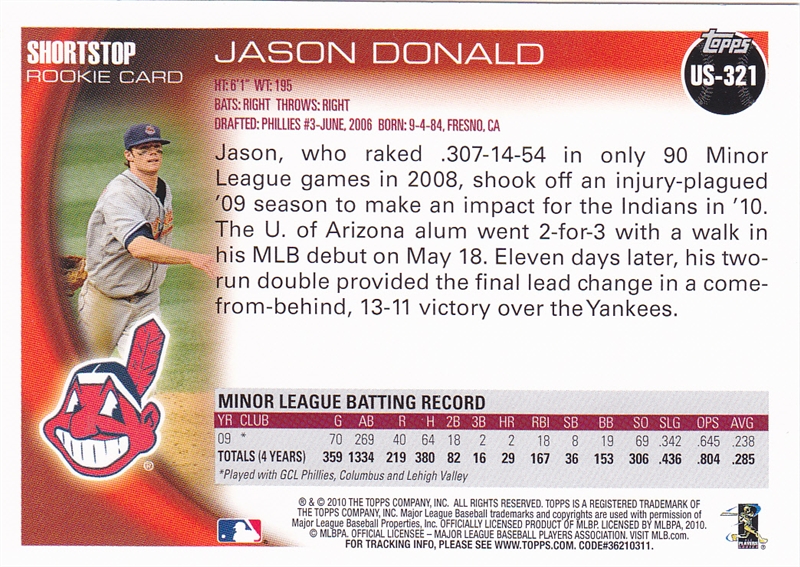 SHORTSTOP
ROOKIE CARD
JASON DONALD
Topps
US-321
HT: 6'1" WT: 195
BATS: RIGHT THROWS: RIGHT
DRAFTED: PHILLIES #3-JUNE, 2006 BORN: 9-4-84, FRESNO, CA
Jason, who raked .307-14-54 in only 90 Minor
League games in 2008, shook off an injury-plagued
’09 season to make an impact for the Indians in ’10.
The U. of Arizona alum went 2-for-3 with a walk in
his MLB debut on May 18. Eleven days later, his two-
run double provided the final lead change in a come-
from-behind, 13-11 victory over the Yankees.
MINOR LEAGUE BATTING RECORD
YR CLUB G AB R H 2B 3B HR RBI SB BB SO SLG OPS AVG
09 * 70 269 40 64 18 2 2 18 8 19 69 .342 .645 .238
TOTALS (4 YEARS) 359 1334 219 380 82 16 29 167 36 153 306 .436 .804 .285
*Played with GCL Phillies, Columbus and Lehigh Valley
® & © 2010 THE TOPPS COMPANY, INC. ALL RIGHTS RESERVED. TOPPS IS A REGISTERED TRADEMARK OF
THE TOPPS COMPANY, INC. Major League Baseball trademarks and copyrights are used with permission of
Major League Baseball Properties, Inc. OFFICIALLY LICENSED PRODUCT OF MLBP. LICENSED BY MLBPA, 2010.
© MLBPA. OFFICIAL LICENSEE – MAJOR LEAGUE BASEBALL PLAYERS ASSOCIATION. VISIT MLB.com.
FOR TRACKING INFO, PLEASE SEE WWW.TOPPS.COM. CODE#36210311.